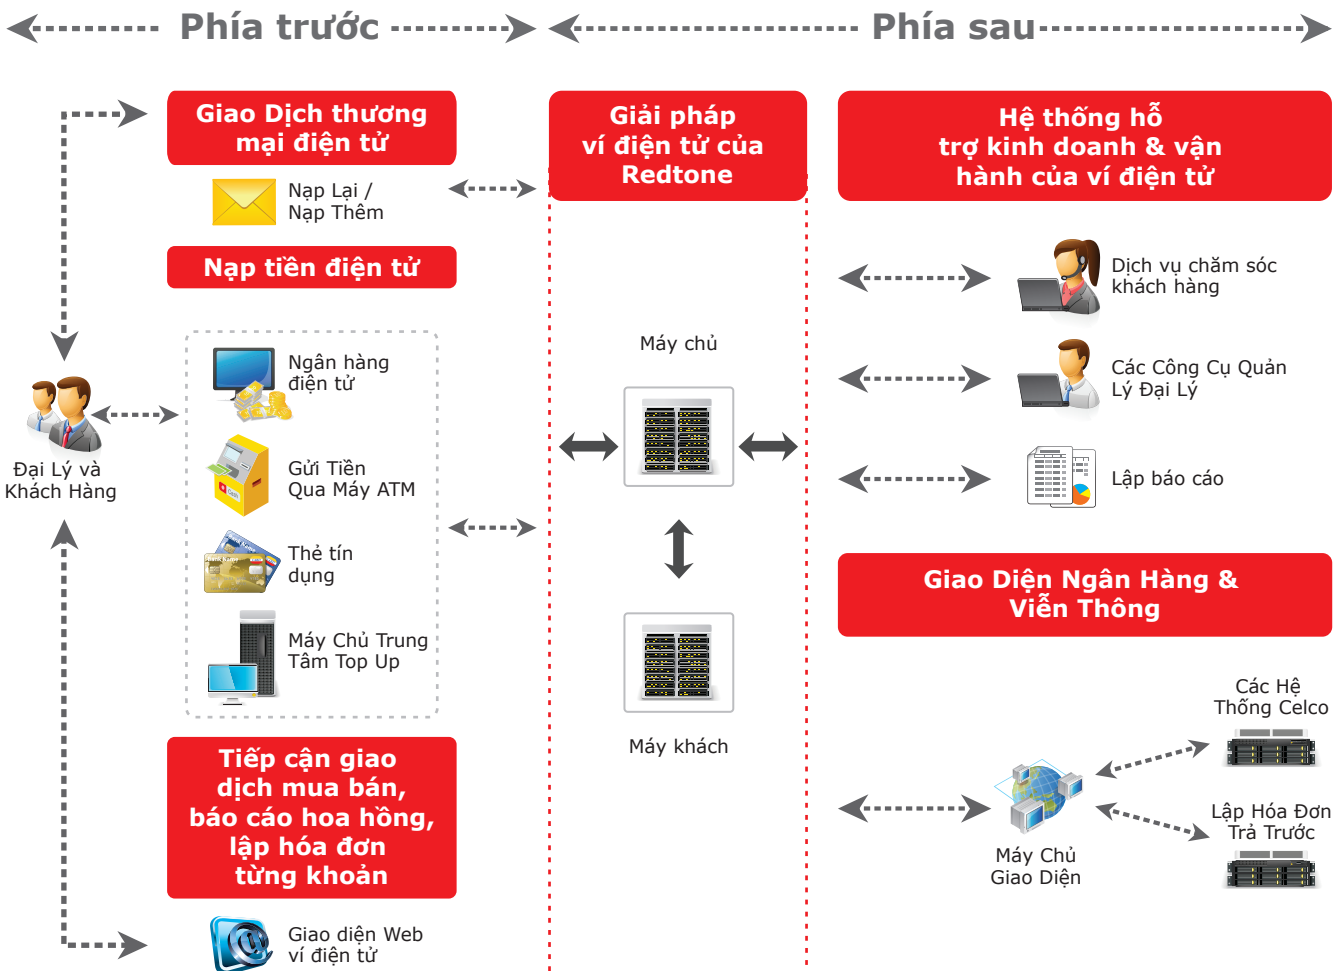 Phía trước
Phía sau
Giao Dịch thương
mại điện tử
Nạp Lại /
Nạp Thêm
Nạp tiền điện tử
Ngân hàng
điện tử
Gửi Tiền
Qua Máy ATM
Thẻ tín
dụng
Máy Chủ Trung
Tâm Top Up
Đại Lý và
Khách Hàng
Tiếp cận giao
dịch mua bán,
báo cáo hoa hồng,
lập hóa đơn
từng khoản
Giao diện Web
ví điện tử
Giải pháp
ví điện tử của
Redtone
Máy chủ
Máy khách
Hệ thống hỗ
trợ kinh doanh & vận
hành của ví điện tử
Dịch vụ chăm sóc
khách hàng
Các Công Cụ Quản
Lý Đại Lý
Lập báo cáo
Giao Diện Ngân Hàng &
Viễn Thông
Các Hệ
Thống Celco
Máy Chủ
Giao Diện
Lập Hóa Đơn
Trả Trước